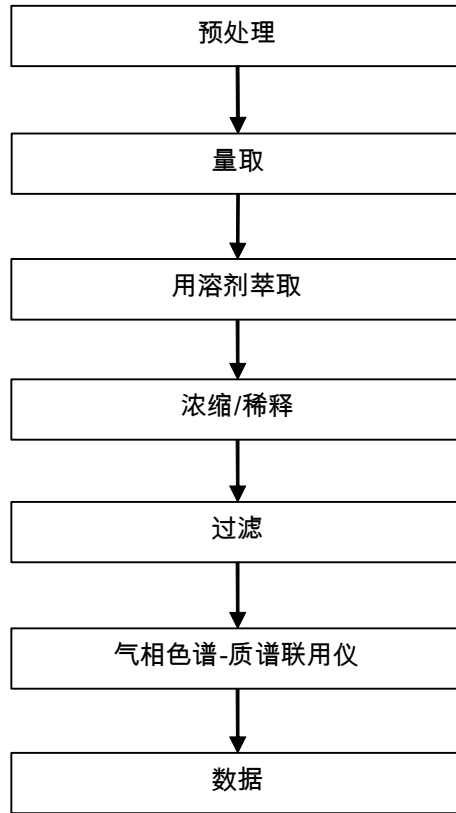 预处理
量取
用溶剂萃取
浓缩/稀释
过滤
气相色谱-质谱联用仪
数据